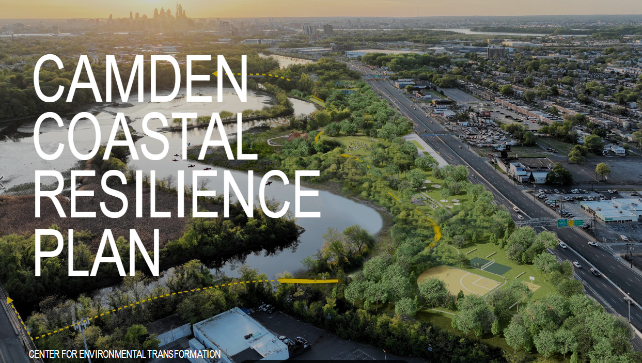 CAMDEN
COASTAL
RESILIENCE
PLAN
CENTER FOR ENVIRONMENTAL TRANSFORMATION